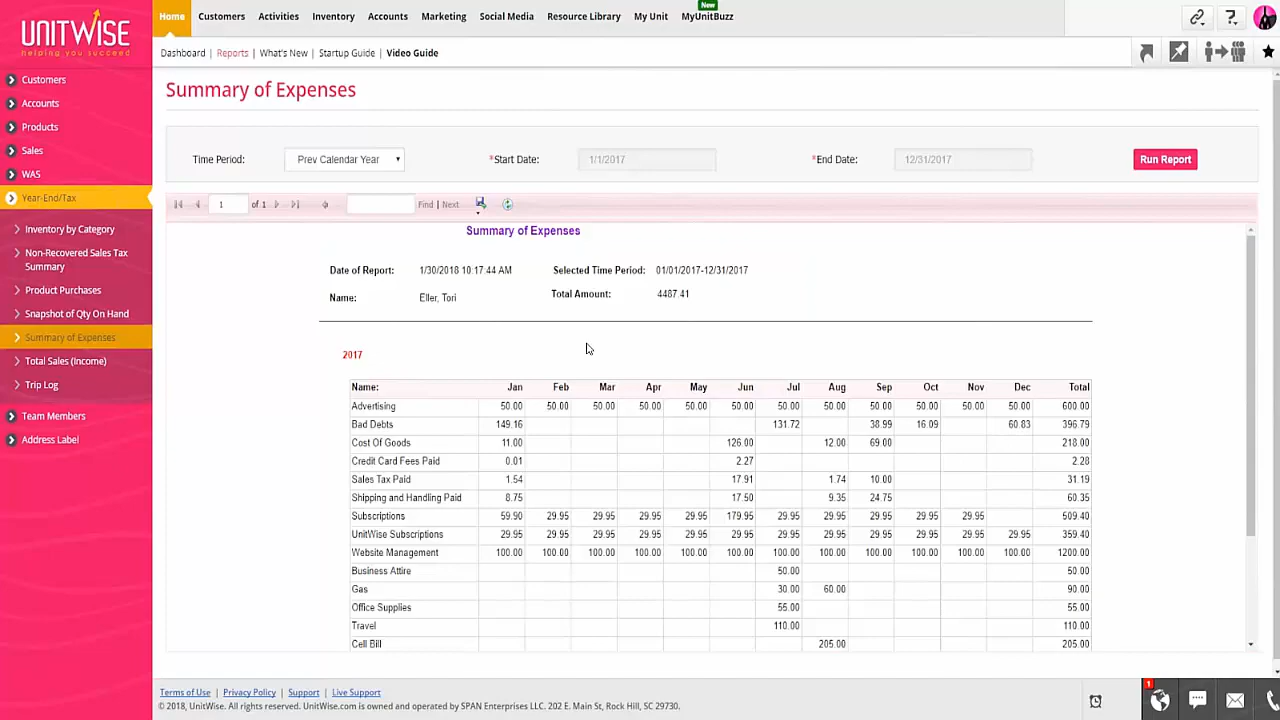 UNITWISE
helping you succeed
Home Customers Activities Inventory Accounts Marketing Social Media Resource Library My Unit MyUnitBuzz
New
Dashboard Reports What's New Startup Guide Video Guide
Customers
Accounts
Products
Sales
WAS
Year-End/Tax
Inventory by Category
Non-Recovered Sales Tax
Summary
Product Purchases
Snapshot of Qty On Hand
Summary of Expenses
Total Sales (Income)
Trip Log
Team Members
Address Label
Summary of Expenses
Time Period: Prev Calendar Year *Start Date: 1/1/2017 *End Date: 12/31/2017 Run Report
1 of 1 Find | Next
Summary of Expenses
Date of Report: 1/30/2018 10:17:44 AM Selected Time Period: 01/01/2017-12/31/2017
Name: Eller, Tori Total Amount: 4487.41
2017
Name: Jan Feb Mar Apr May Jun Jul Aug Sep Oct Nov Dec Total
Advertising 50.00 50.00 50.00 50.00 50.00 50.00 50.00 50.00 50.00 50.00 50.00 50.00 600.00
Bad Debts 149.16 131.72 38.99 16.09 60.83 396.79
Cost Of Goods 11.00 126.00 12.00 69.00 218.00
Credit Card Fees Paid 0.01 2.27 2.28
Sales Tax Paid 1.54 17.91 1.74 10.00 31.19
Shipping and Handling Paid 8.75 17.50 9.35 24.75 60.35
Subscriptions 59.90 29.95 29.95 29.95 29.95 179.95 29.95 29.95 29.95 29.95 29.95 509.40
UnitWise Subscriptions 29.95 29.95 29.95 29.95 29.95 29.95 29.95 29.95 29.95 29.95 29.95 29.95 359.40
Website Management 100.00 100.00 100.00 100.00 100.00 100.00 100.00 100.00 100.00 100.00 100.00 100.00 1200.00
Business Attire 50.00 50.00
Gas 30.00 60.00 90.00
Office Supplies 55.00 55.00
Travel 110.00 110.00
Cell Bill 205.00 205.00
Terms of Use | Privacy Policy | Support | Live Support
© 2018, UnitWise. All rights reserved. UnitWise.com is owned and operated by SPAN Enterprises LLC. 202 E. Main St, Rock Hill, SC 29730.
1